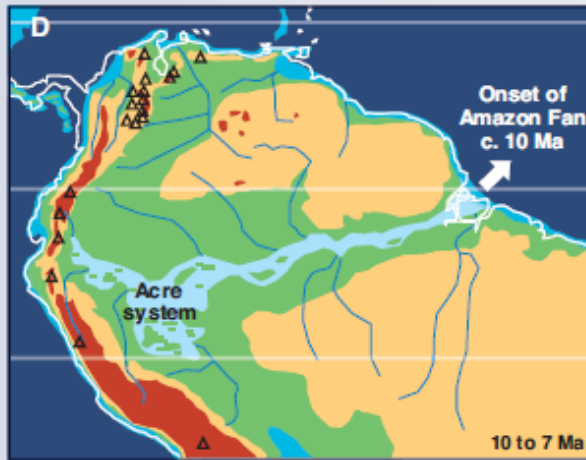 D
Onset of
Amazon Fan
c. 10 Ma
Acre
system
10 to 7 Ma